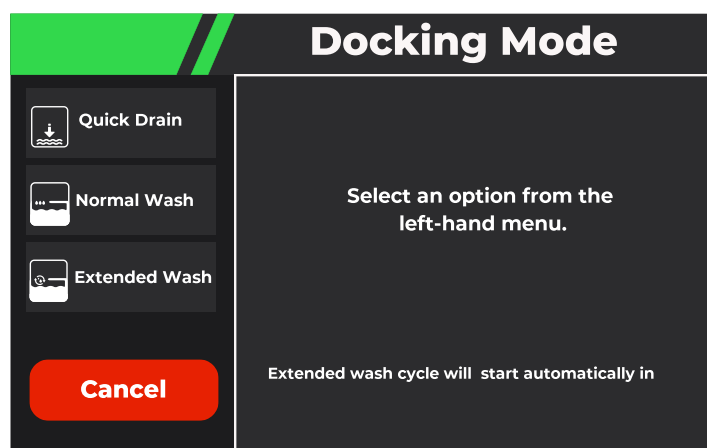 Docking Mode
Quick Drain
Normal Wash
Extended Wash
Cancel
Select an option from the
left-hand menu.
Extended wash cycle will start automatically in